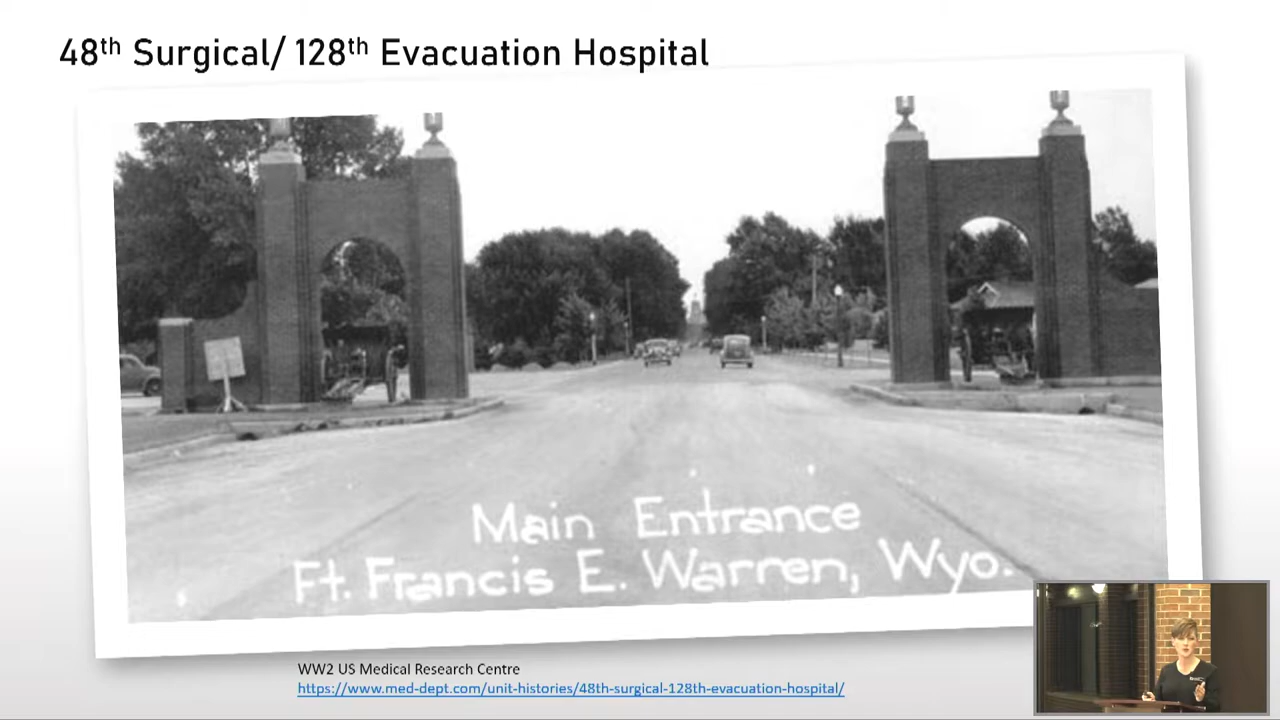 48th Surgical/ 128th Evacuation Hospital
Main Entrance
Ft. Francis E. Warren, Wyo.
WW2 US Medical Research Centre
https://www.med-dept.com/unit-histories/48th-surgical-128th-evacuation-hospital/